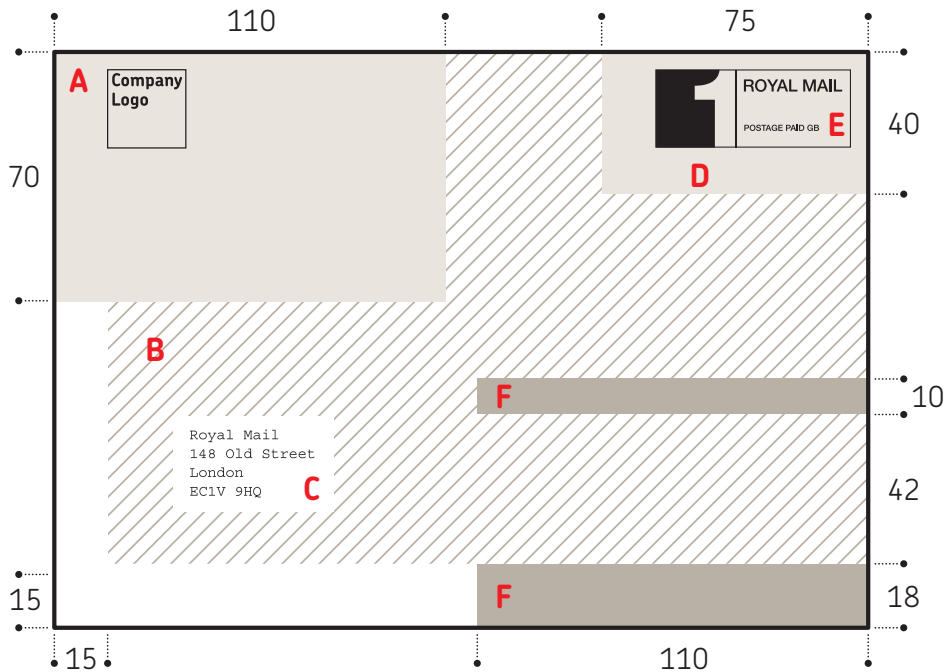 110
75
A
Company
Logo
1
ROYAL MAIL
POSTAGE PAID GB
E
40
D
70
B
F
10
Royal Mail
148 Old Street
London
EC1V 9HQ
C
42
15
F
18
15
110